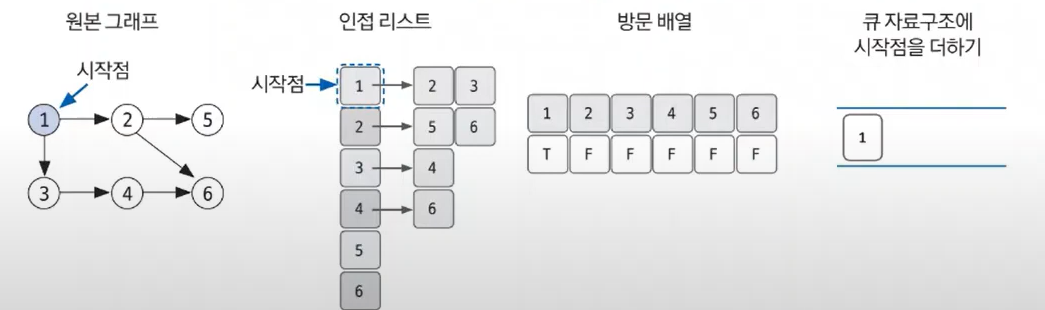 원본 그래프
시작점
1 2 5
3 4 6
인접 리스트
시작점
1 2 3
2 5 6
3 4
4 6
5
6
방문 배열
1 2 3 4 5 6
T F F F F F
큐 자료구조에
시작점을 더하기
1